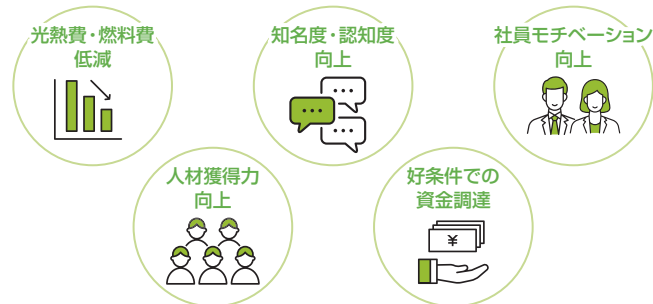 光熱費・燃料費
低減
知名度・認知度
向上
社員モチベーション
向上
人材獲得力
向上
好条件での
資金調達
¥